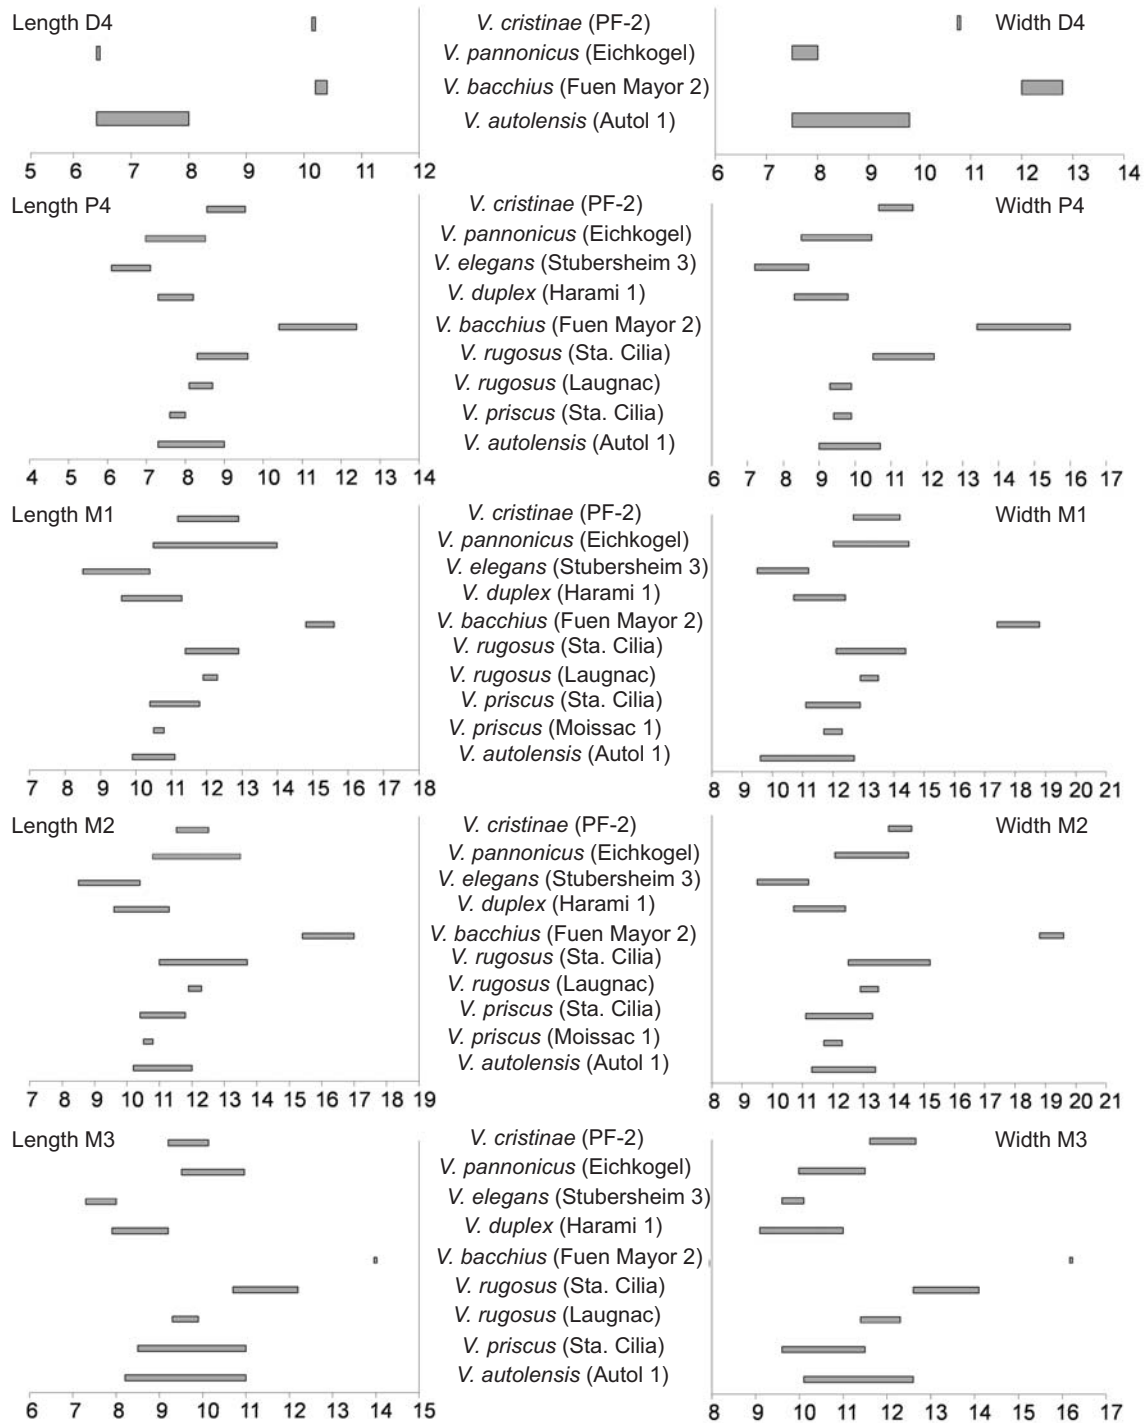 Length D4
V. cristinae (PF-2)
Width D4
V. pannonicus (Eichkogel)
V. bacchius (Fuen Mayor 2)
V. autolensis (Autol 1)
5 6 7 8 9 10 11 12
6 7 8 9 10 11 12 13 14
Length P4
V. cristinae (PF-2)
Width P4
V. pannonicus (Eichkogel)
V. elegans (Stubersheim 3)
V. duplex (Harami 1)
V. bacchius (Fuen Mayor 2)
V. rugosus (Sta. Cilia)
V. rugosus (Laugnac)
V. priscus (Sta. Cilia)
V. autolensis (Autol 1)
4 5 6 7 8 9 10 11 12 13 14
6 7 8 9 10 11 12 13 14 15 16 17
Length M1
V. cristinae (PF-2)
Width M1
V. pannonicus (Eichkogel)
V. elegans (Stubersheim 3)
V. duplex (Harami 1)
V. bacchius (Fuen Mayor 2)
V. rugosus (Sta. Cilia)
V. rugosus (Laugnac)
V. priscus (Sta. Cilia)
V. priscus (Moissac 1)
V. autolensis (Autol 1)
7 8 9 10 11 12 13 14 15 16 17 18
8 9 10 11 12 13 14 15 16 17 18 19 20 21
Length M2
V. cristinae (PF-2)
Width M2
V. pannonicus (Eichkogel)
V. elegans (Stubersheim 3)
V. duplex (Harami 1)
V. bacchius (Fuen Mayor 2)
V. rugosus (Sta. Cilia)
V. rugosus (Laugnac)
V. priscus (Sta. Cilia)
V. priscus (Moissac 1)
V. autolensis (Autol 1)
7 8 9 10 11 12 13 14 15 16 17 18 19
8 9 10 11 12 13 14 15 16 17 18 19 20 21
Length M3
V. cristinae (PF-2)
Width M3
V. pannonicus (Eichkogel)
V. elegans (Stubersheim 3)
V. duplex (Harami 1)
V. bacchius (Fuen Mayor 2)
V. rugosus (Sta. Cilia)
V. rugosus (Laugnac)
V. priscus (Sta. Cilia)
V. autolensis (Autol 1)
6 7 8 9 10 11 12 13 14 15
8 9 10 11 12 13 14 15 16 17